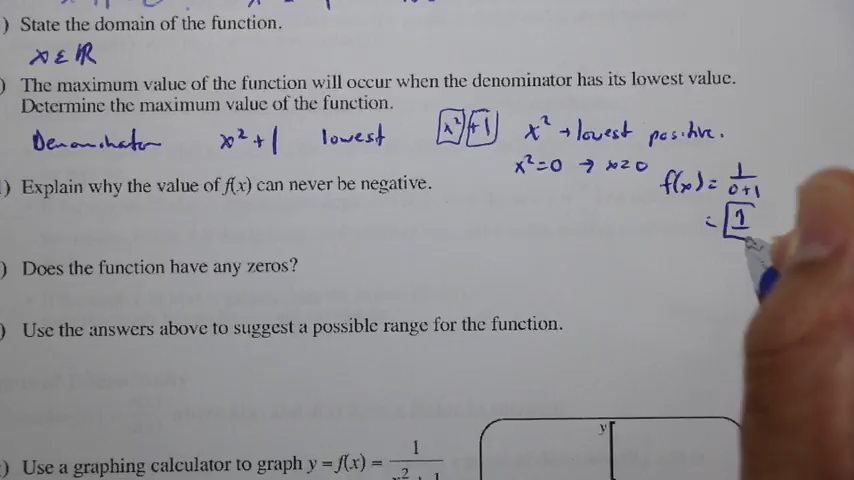 ) State the domain of the function.
x ε ℝ
) The maximum value of the function will occur when the denominator has its lowest value.
Determine the maximum value of the function.
Denominator x² + 1 lowest x² + 1 x² → lowest positive.
x² = 0 → x = 0 f(x) = 1/(0+1)
= 1
) Explain why the value of f(x) can never be negative.
) Does the function have any zeros?
) Use the answers above to suggest a possible range for the function.
y
) Use a graphing calculator to graph y = f(x) = 1/(x² + 1)